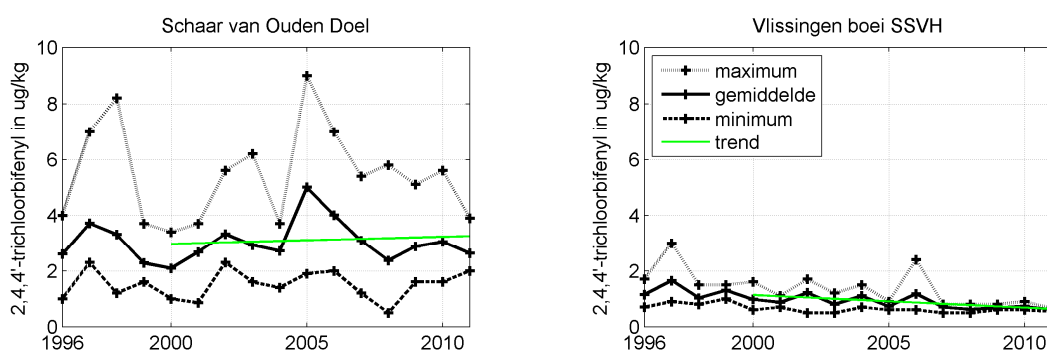 Schaar van Ouden Doel
2,4,4'-trichloorbifenyl in ug/kg
10
8
6
4
2
0
1996 2000 2005 2010
Vlissingen boei SSVH
2,4,4'-trichloorbifenyl in ug/kg
10
8
6
4
2
0
1996 2000 2005 2010
maximum
gemiddelde
minimum
trend